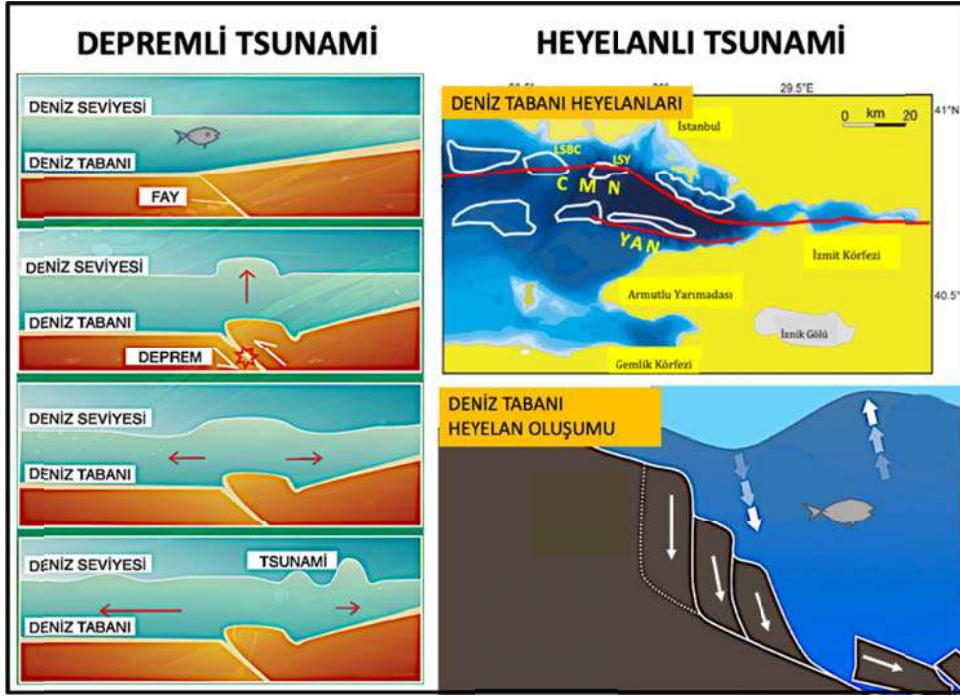 DEPREMLİ TSUNAMİ
DENİZ SEVİYESİ
DENİZ TABANI
FAY
DENİZ SEVİYESİ
DENİZ TABANI
DEPREM
DENİZ SEVİYESİ
DENİZ TABANI
DENİZ SEVİYESİ
TSUNAMİ
DENİZ TABANI
HEYELANLI TSUNAMİ
29.5°E
DENİZ TABANI HEYELANLARI
41°N
km
0 20
İstanbul
LSBC
LSY
C M N
YAN
İzmit Körfezi
Armutlu Yarımadası
40.5°
İznik Gölü
Gemlik Körfezi
DENİZ TABANI
HEYELAN OLUŞUMU